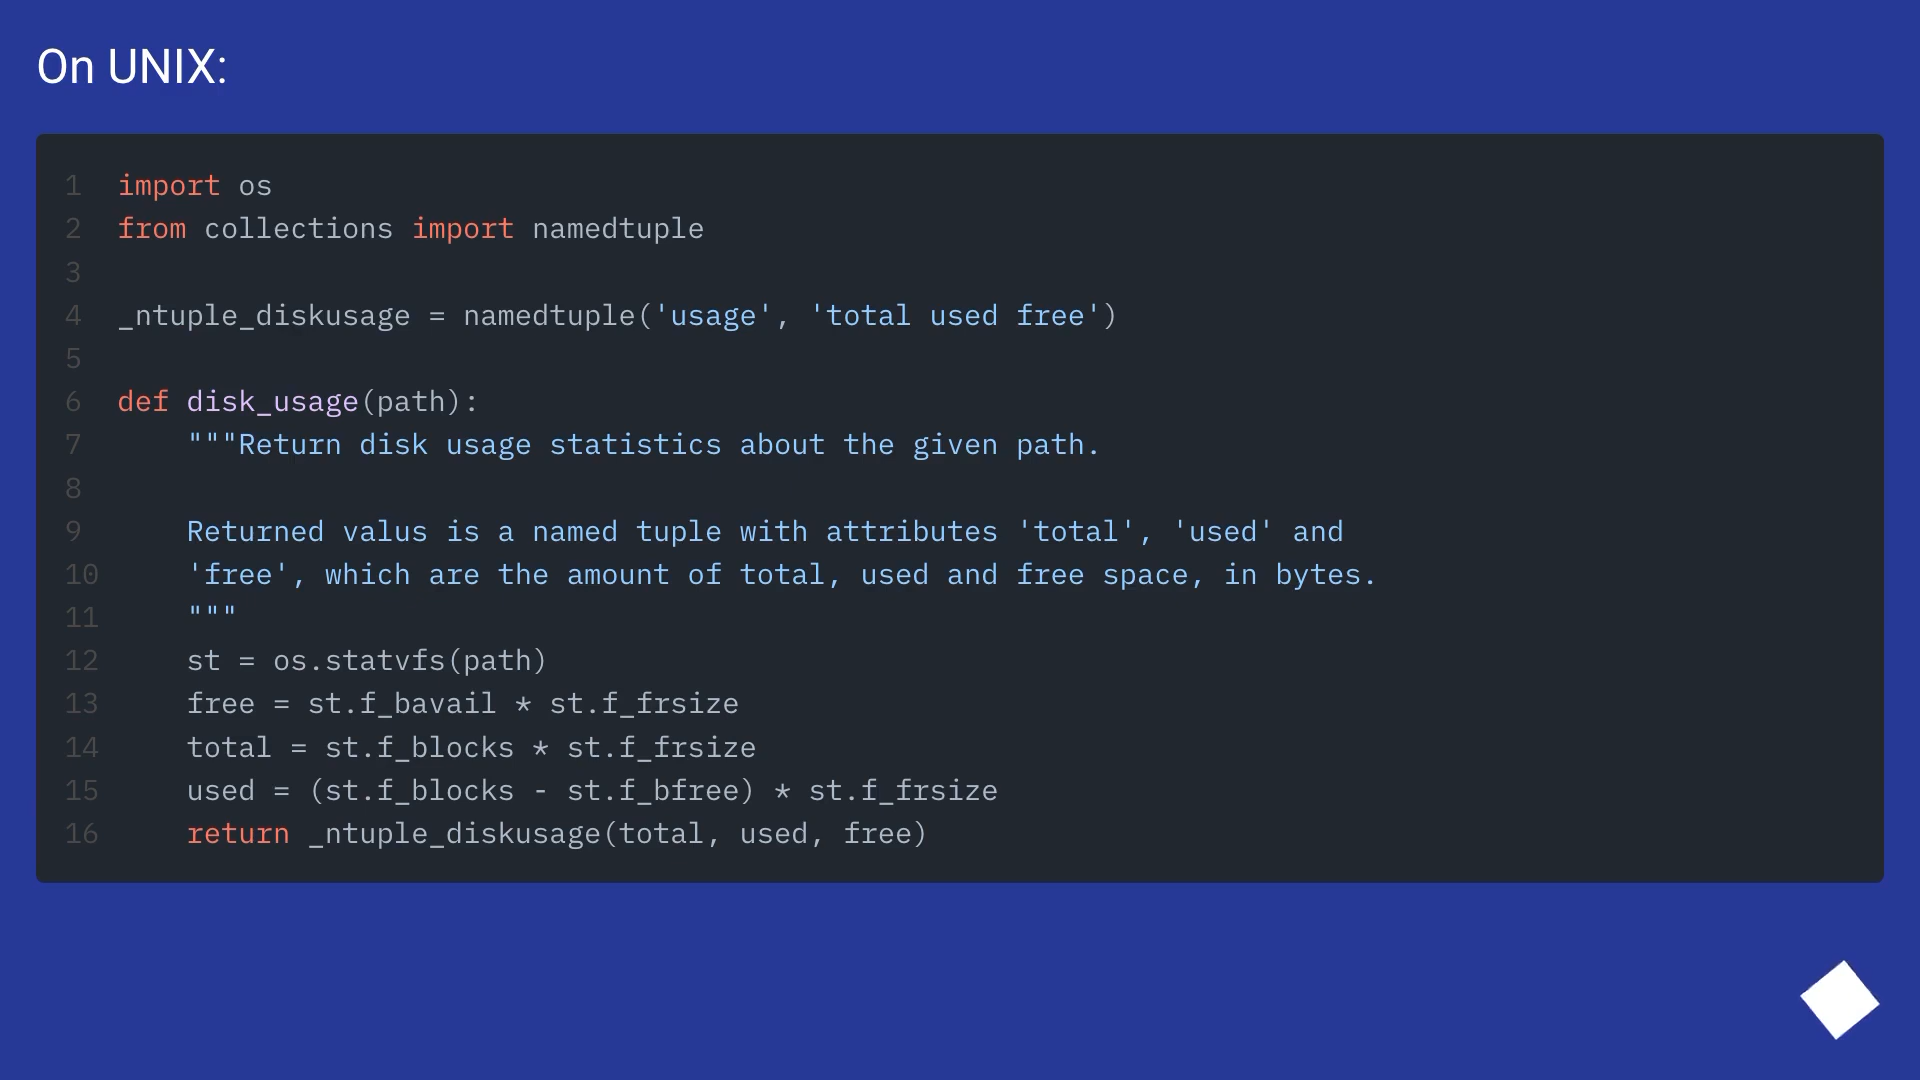 On UNIX:
1 import os
2 from collections import namedtuple
3
4 _ntuple_diskusage = namedtuple('usage', 'total used free')
5
6 def disk_usage(path):
7     """Return disk usage statistics about the given path.
8
9     Returned valus is a named tuple with attributes 'total', 'used' and
10     'free', which are the amount of total, used and free space, in bytes.
11     """
12     st = os.statvfs(path)
13     free = st.f_bavail * st.f_frsize
14     total = st.f_blocks * st.f_frsize
15     used = (st.f_blocks - st.f_bfree) * st.f_frsize
16     return _ntuple_diskusage(total, used, free)